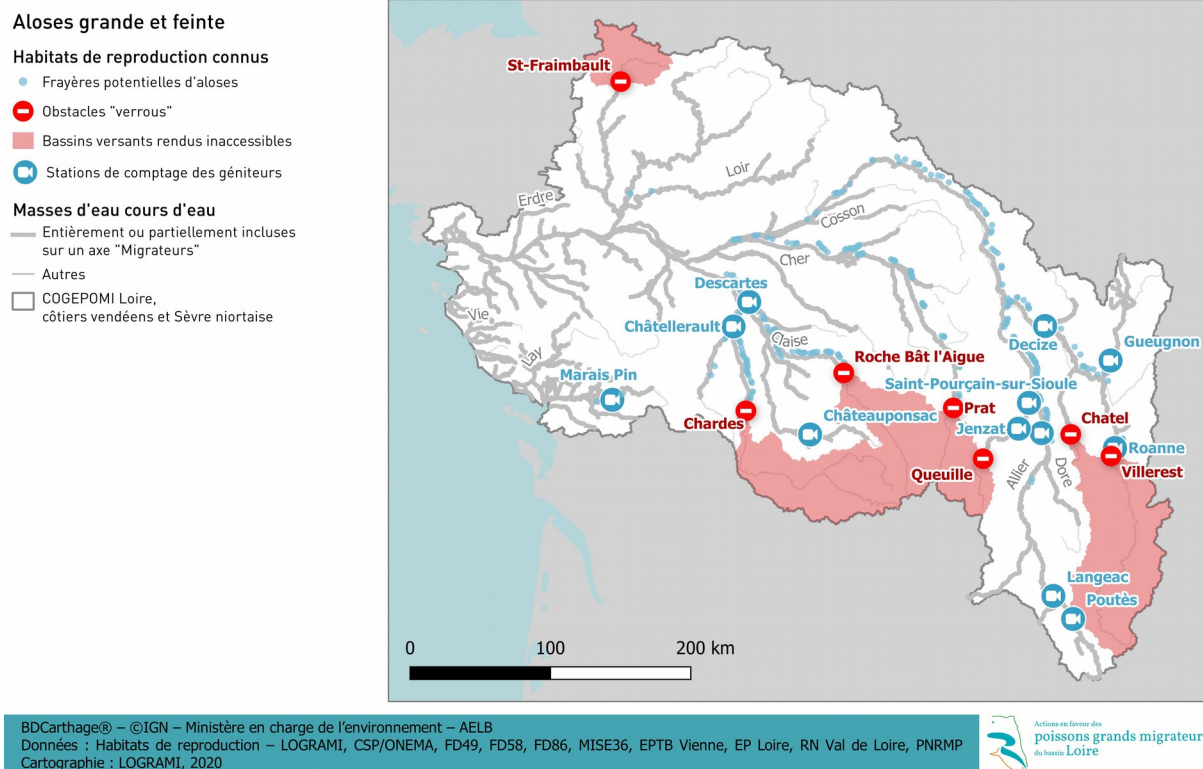 Aloses grande et feinte
Habitats de reproduction connus
Frayères potentielles d'aloses
Obstacles "verrous"
Bassins versants rendus inaccessibles
Stations de comptage des géniteurs
Masses d'eau cours d'eau
Entièrement ou partiellement incluses
sur un axe "Migrateurs"
Autres
COGEPOMI Loire,
côtiers vendéens et Sèvre niortaise
St-Fraimbault
Loir
Erdre
Cosson
Cher
Descartes
Châtellerault
Claise
Vie
Lay
Marais Pin
Decize
Gueugnon
Roche Bât l'Aigue
Saint-Pourçain-sur-Sioule
Chardes
Châteauponsac
Prat
Jenzat
Chatel
Roanne
Queuille
Villerest
Allier
Dore
Langeac
Poutès
0 100 200 km
BDCarthage® – ©IGN – Ministère en charge de l'environnement – AELB
Données : Habitats de reproduction – LOGRAMI, CSP/ONEMA, FD49, FD58, FD86, MISE36, EPTB Vienne, EP Loire, RN Val de Loire, PNRMP
Cartographie : LOGRAMI, 2020
Actions en faveur des
poissons grands migrateur
du bassin Loire